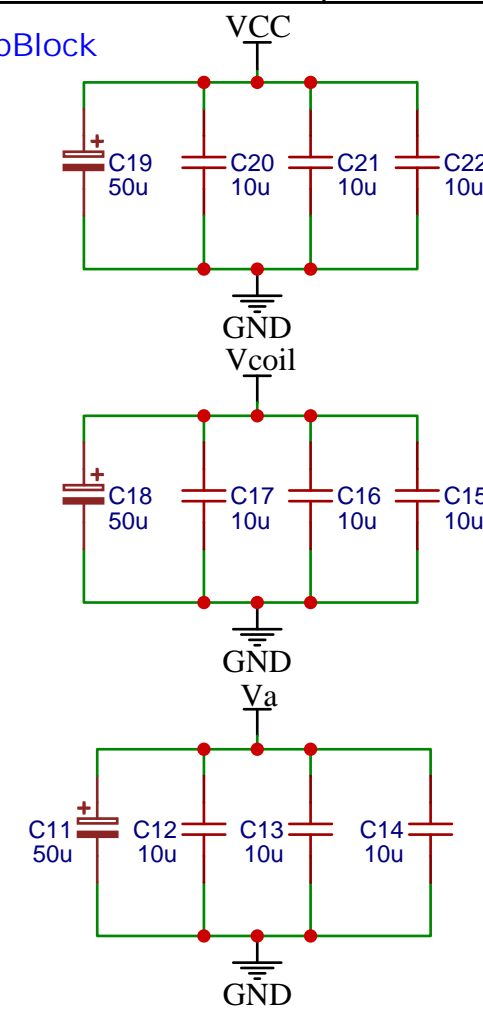 VCC
oBlock
+
C19 C20 C21 C22
50u 10u 10u 10u
GND
Vcoil
+
C18 C17 C16 C15
50u 10u 10u 10u
GND
Va
+
C11 C12 C13 C14
50u 10u 10u 10u
GND